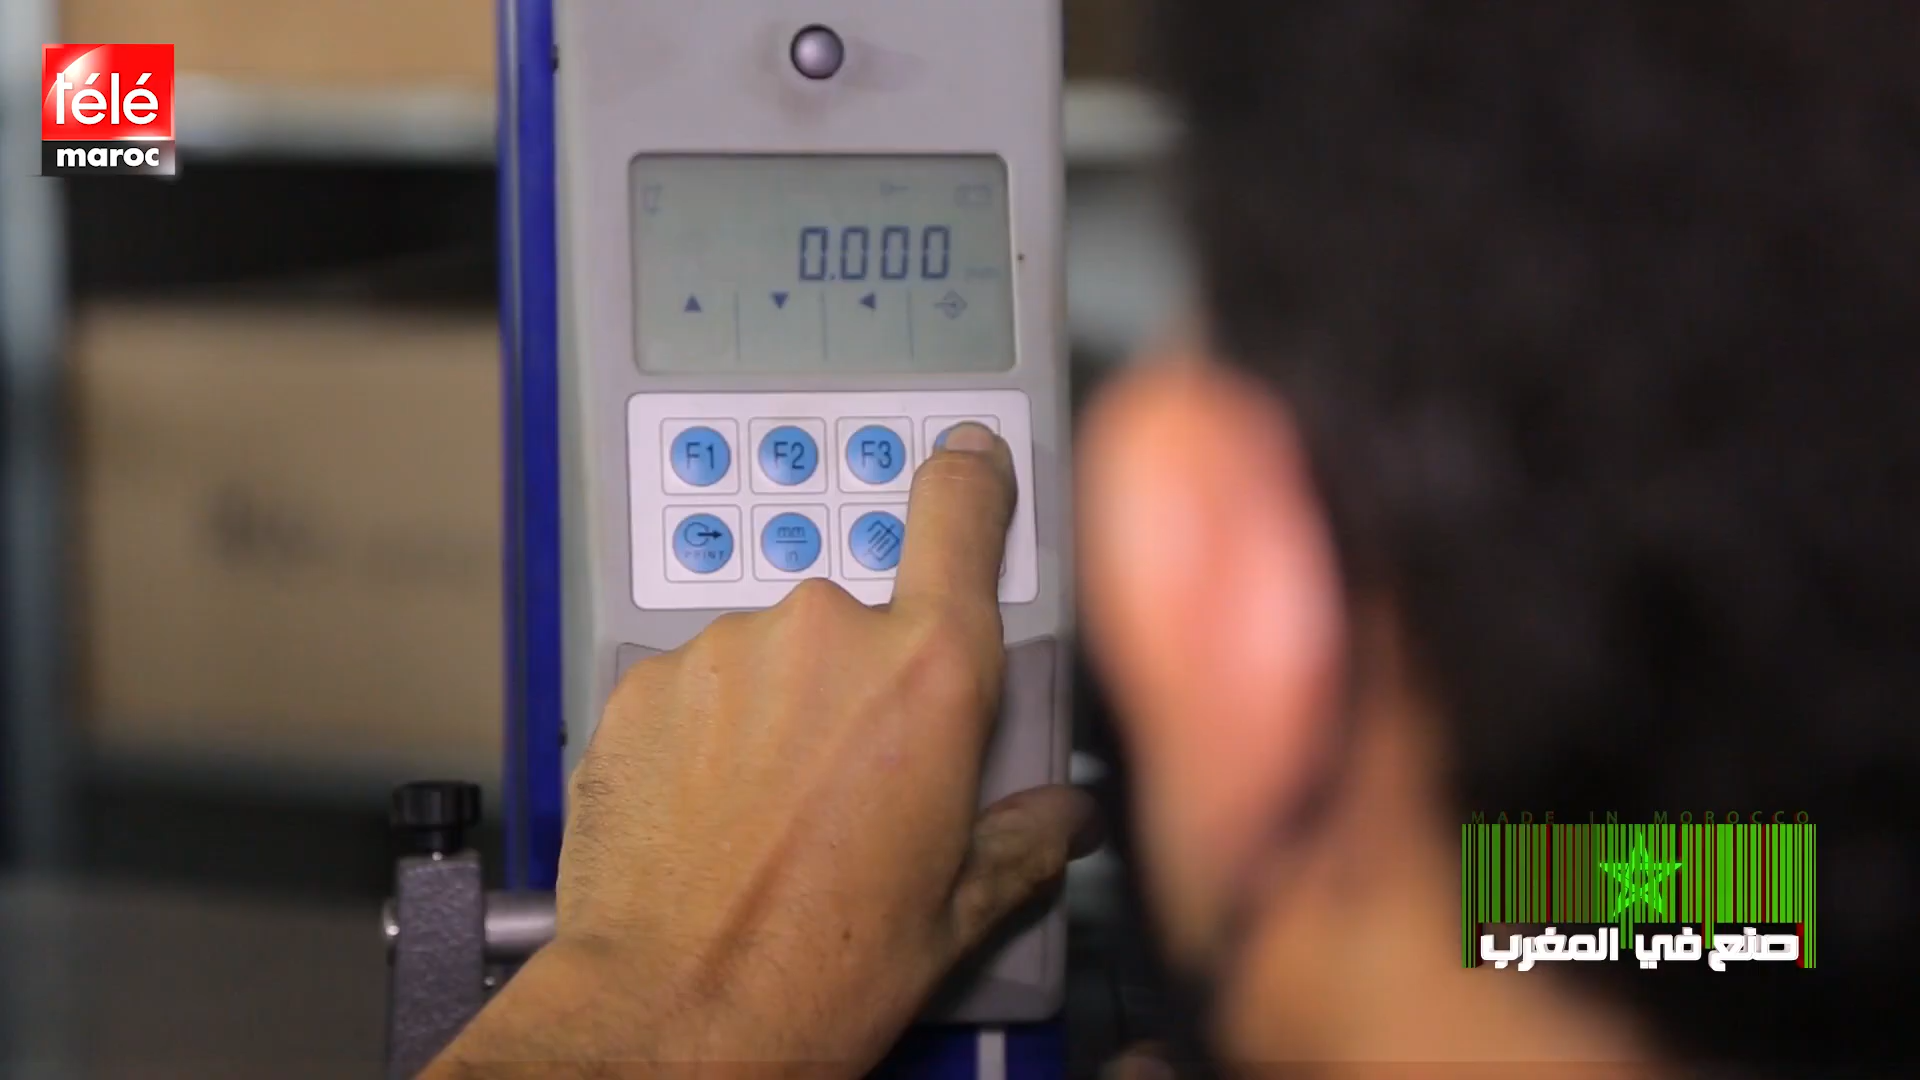 télé
maroc
0.000
F1 F2 F3
PRINT
mm
in
MADE IN MOROCCO
صنع في المغرب